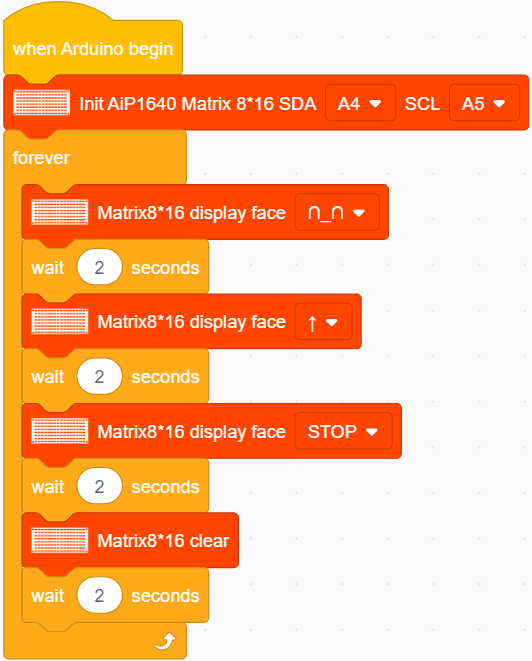 when Arduino begin
Init AiP1640 Matrix 8*16 SDA A4 SCL A5
forever
Matrix8*16 display face ∩_∩
wait 2 seconds
Matrix8*16 display face ↑
wait 2 seconds
Matrix8*16 display face STOP
wait 2 seconds
Matrix8*16 clear
wait 2 seconds